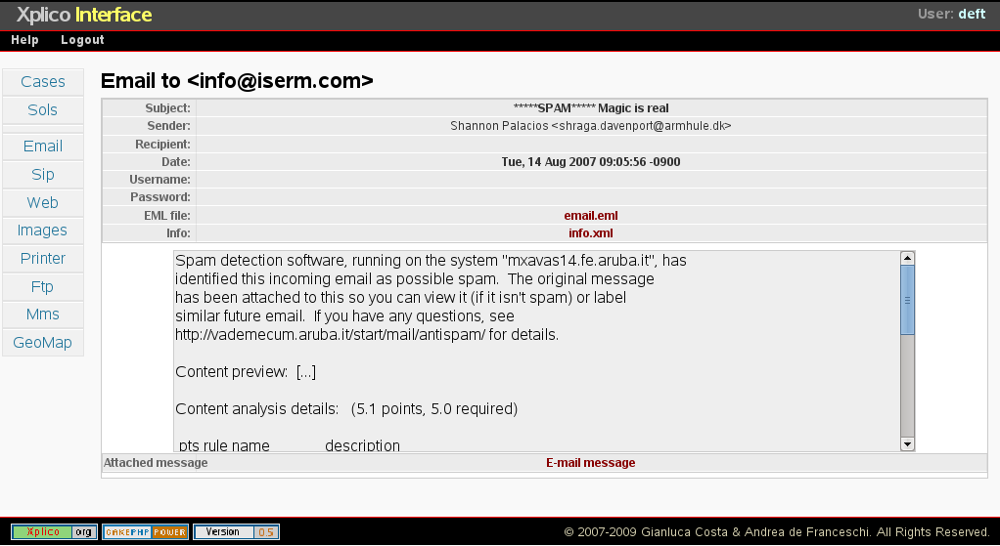 Xplico Interface
User: deft
Help Logout
Cases
Sols
Email
Sip
Web
Images
Printer
Ftp
Mms
GeoMap
Email to <info@iserm.com>
Subject: *****SPAM***** Magic is real
Sender: Shannon Palacios <shraga.davenport@armhule.dk>
Recipient:
Date: Tue, 14 Aug 2007 09:05:56 -0900
Username:
Password:
EML file: email.eml
Info: info.xml
Spam detection software, running on the system "mxavas14.fe.aruba.it", has
identified this incoming email as possible spam.  The original message
has been attached to this so you can view it (if it isn't spam) or label
similar future email.  If you have any questions, see
http://vademecum.aruba.it/start/mail/antispam/ for details.
Content preview:  [...]
Content analysis details:   (5.1 points, 5.0 required)
pts rule name              description
Attached message E-mail message
Xplico org CAKEPHP POWER Version 0.5
© 2007-2009 Gianluca Costa & Andrea de Franceschi. All Rights Reserved.